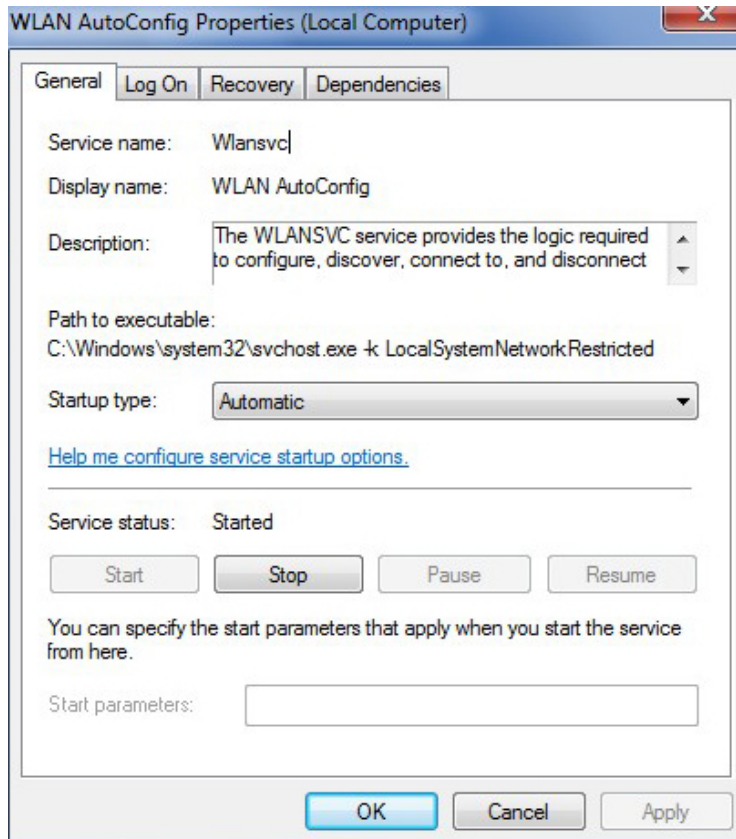 WLAN AutoConfig Properties (Local Computer)
General Log On Recovery Dependencies
Service name: Wlansvc
Display name: WLAN AutoConfig
Description: The WLANSVC service provides the logic required
to configure, discover, connect to, and disconnect
Path to executable:
C:\Windows\system32\svchost.exe -k LocalSystemNetworkRestricted
Startup type: Automatic
Help me configure service startup options.
Service status: Started
Start Stop Pause Resume
You can specify the start parameters that apply when you start the service
from here.
Start parameters:
OK Cancel Apply